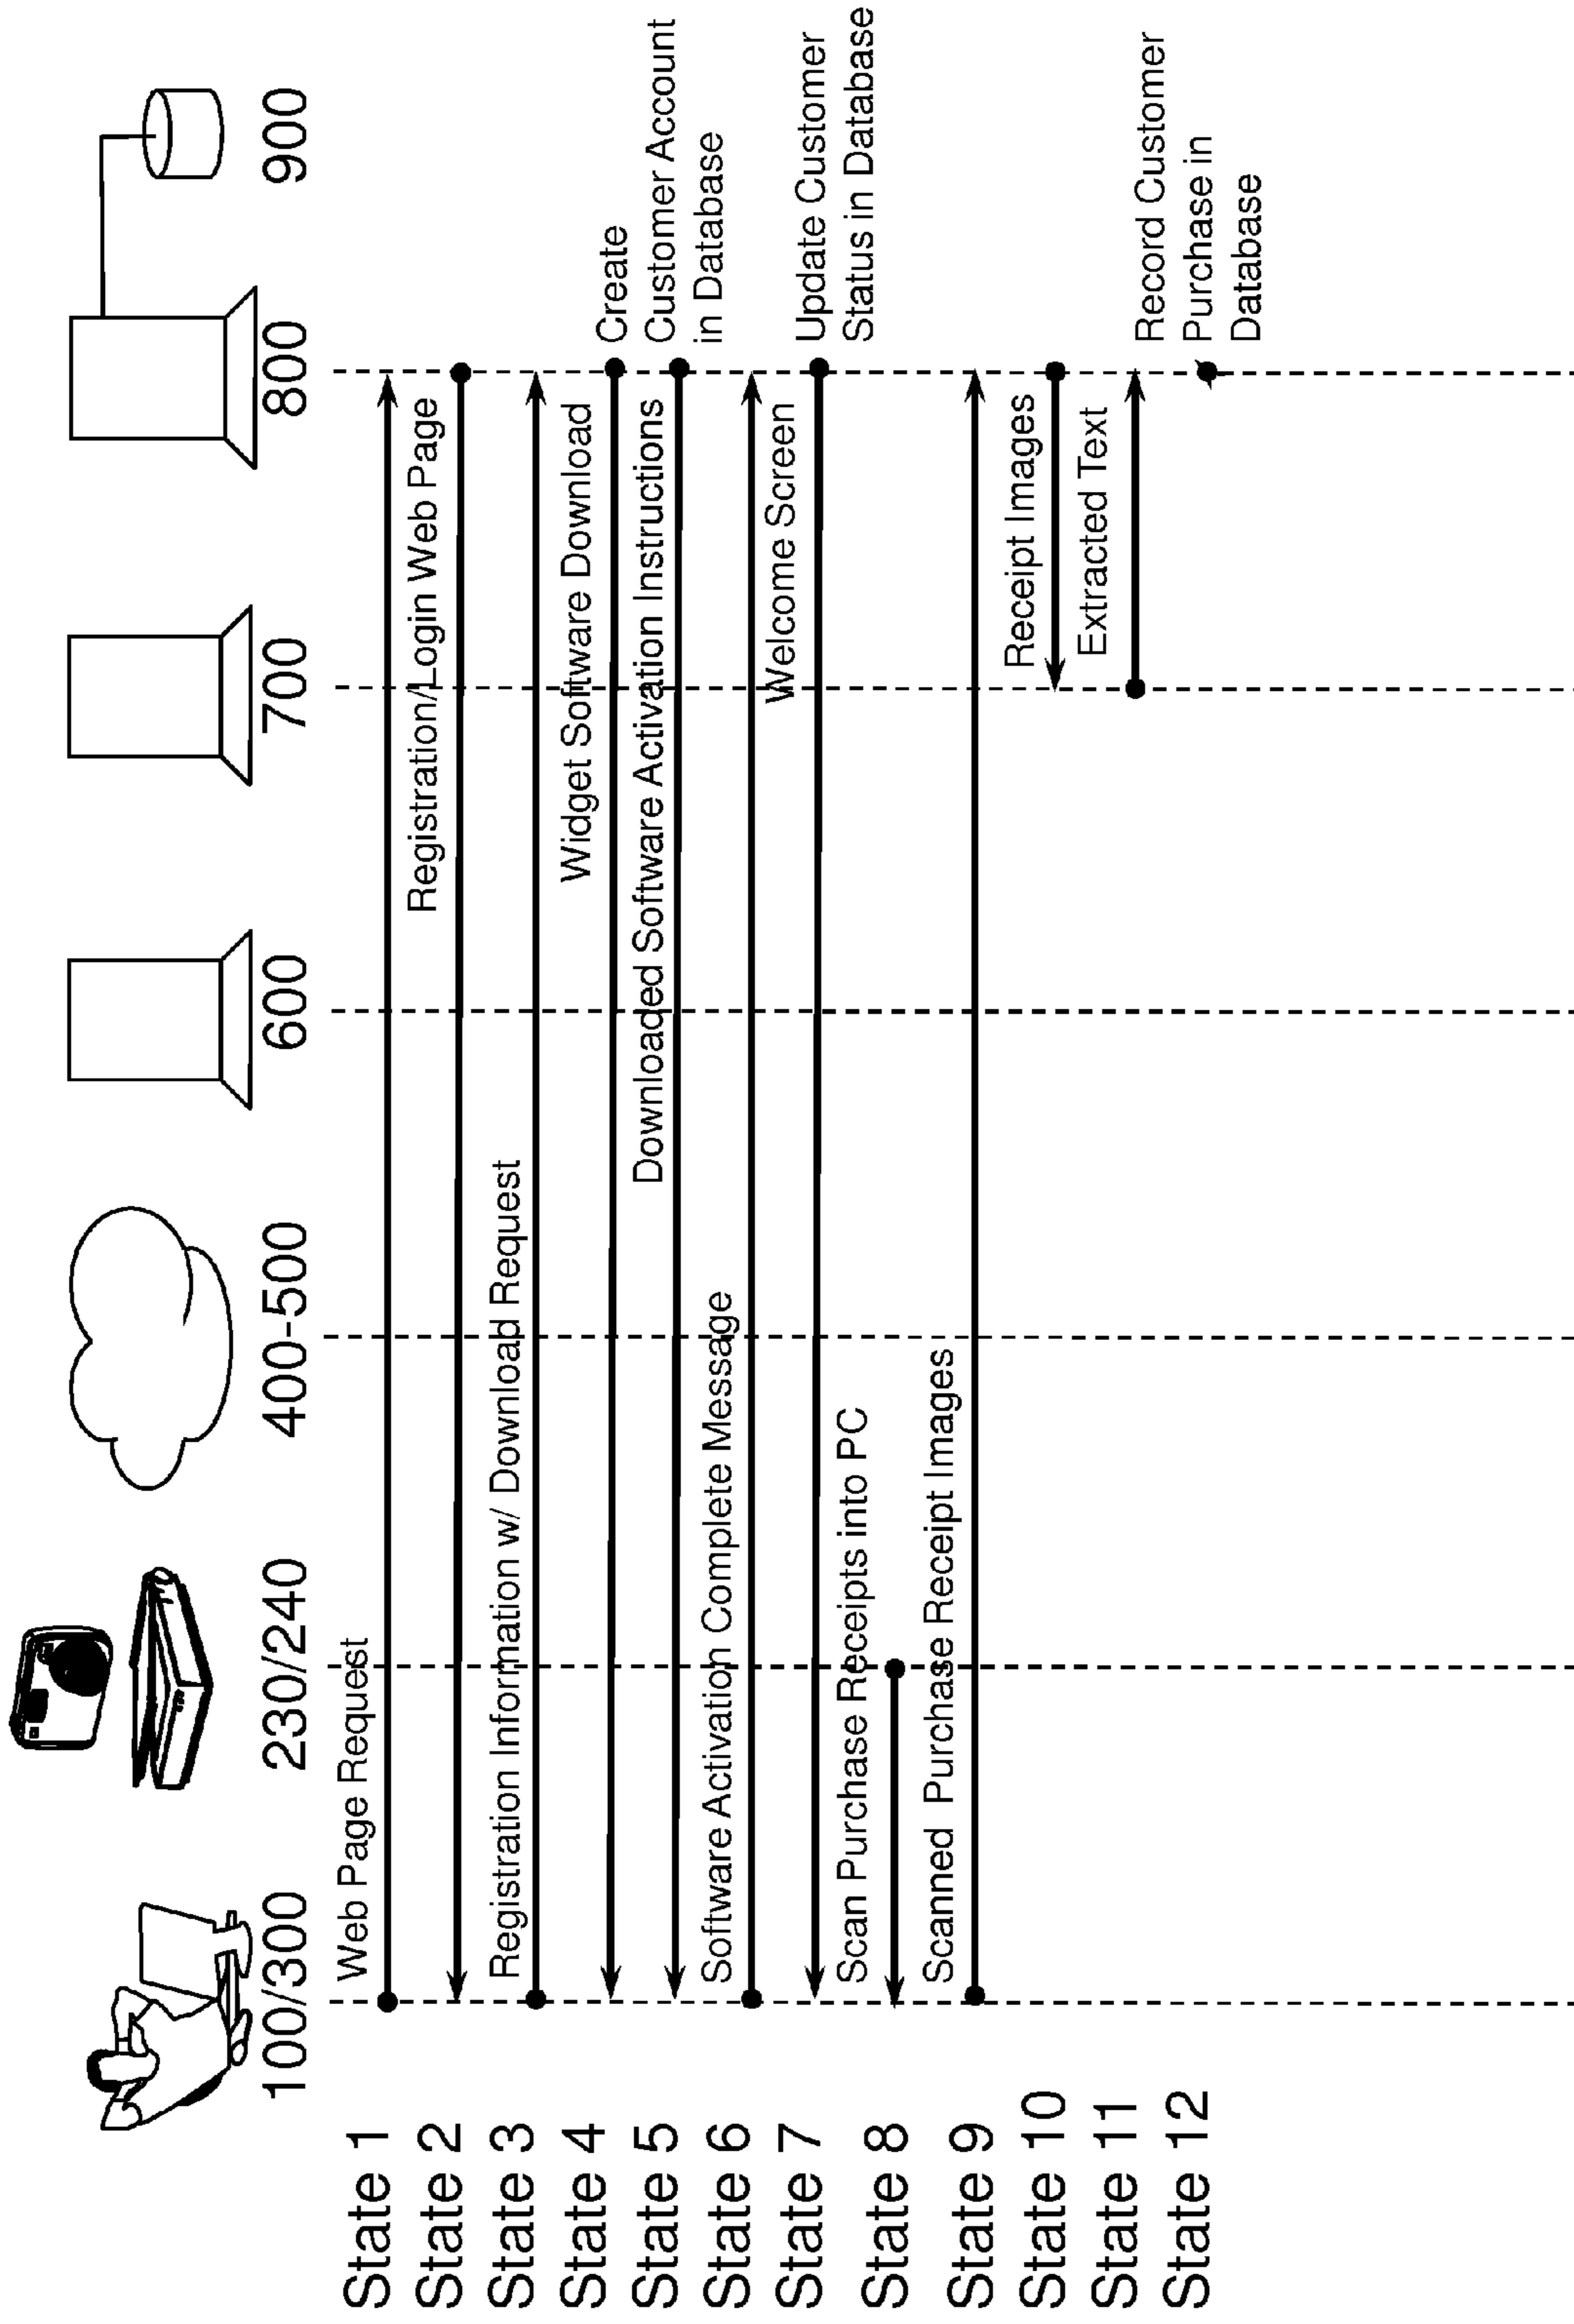 100/300
230/240
400-500
600
700
800
900
State 1
Web Page Request
State 2
Registration/Login Web Page
State 3
Registration Information w/ Download Request
State 4
Widget Software Download
Create
Customer Account
in Database
State 5
Downloaded Software Activation Instructions
State 6
Software Activation Complete Message
State 7
Welcome Screen
Update Customer
Status in Database
State 8
Scan Purchase Receipts into PC
State 9
Scanned Purchase Receipt Images
State 10
Receipt Images
State 11
Extracted Text
State 12
Record Customer
Purchase in
Database